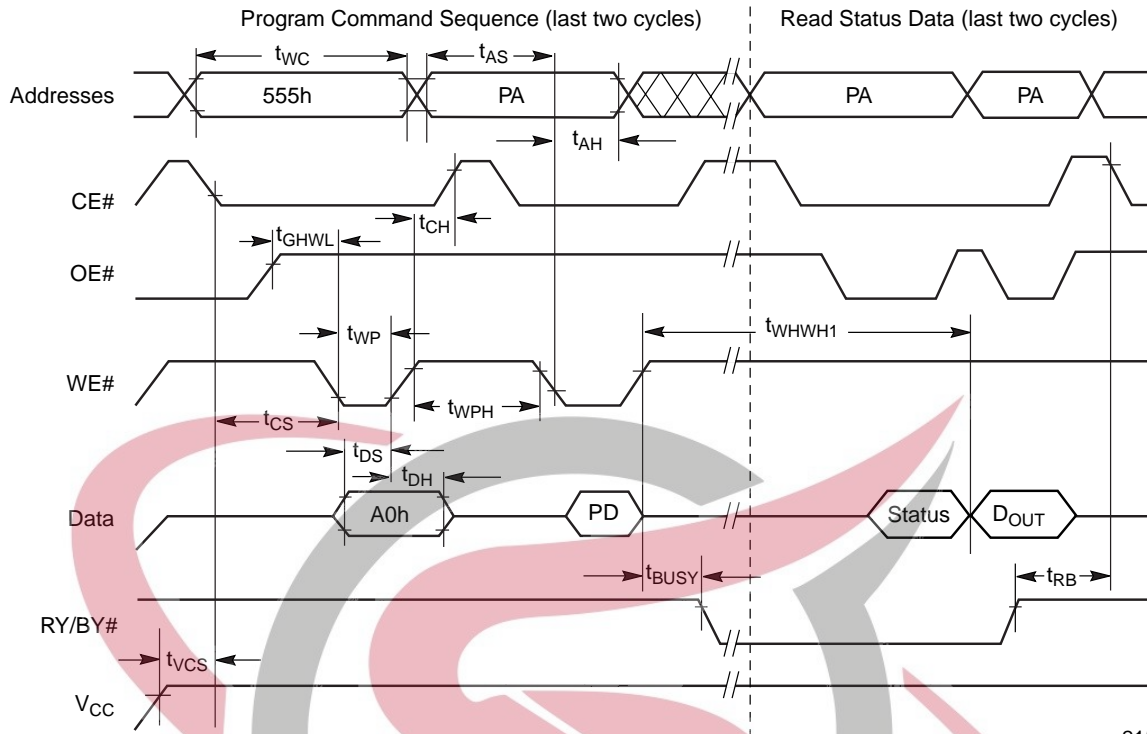 Program Command Sequence (last two cycles)
Read Status Data (last two cycles)
tWC
tAS
Addresses
555h
PA
PA
PA
tAH
CE#
tCH
tGHWL
OE#
tWP
tWHWH1
WE#
tCS
tWPH
tDS
tDH
Data
A0h
PD
Status
DOUT
tBUSY
tRB
RY/BY#
tVCS
VCC